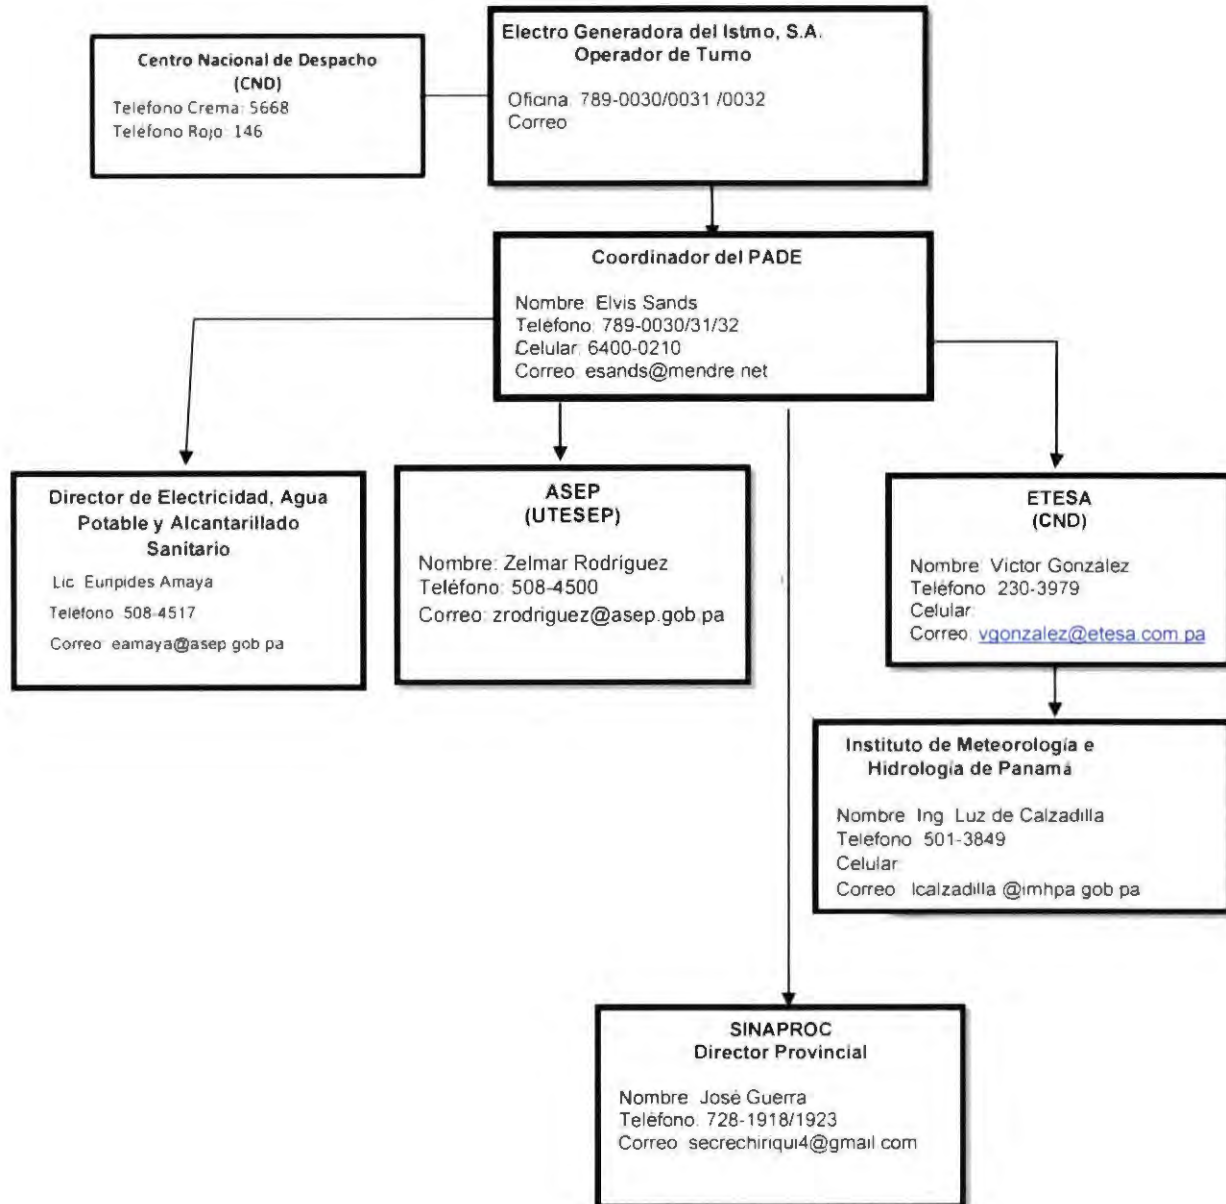 Centro Nacional de Despacho
(CND)
Teléfono Crema: 5668
Teléfono Rojo: 146
Electro Generadora del Istmo, S.A.
Operador de Turno
Oficina: 789-0030/0031 /0032
Correo
Coordinador del PADE
Nombre: Elvis Sands
Teléfono: 789-0030/31/32
Celular: 6400-0210
Correo: esands@mendre.net
Director de Electricidad, Agua
Potable y Alcantarillado
Sanitario
Lic. Eurípides Amaya
Teléfono 508-4517
Correo: eamaya@asep.gob.pa
ASEP
(UTESEP)
Nombre: Zelmar Rodríguez
Teléfono: 508-4500
Correo: zrodriguez@asep.gob.pa
ETESA
(CND)
Nombre: Victor González
Teléfono 230-3979
Celular:
Correo: vgonzalez@etesa.com.pa
Instituto de Meteorología e
Hidrología de Panamá
Nombre Ing. Luz de Calzadilla
Teléfono 501-3849
Celular
Correo lcalzadilla @imhpa.gob.pa
SINAPROC
Director Provincial
Nombre José Guerra
Teléfono: 728-1918/1923
Correo secrechiriqui4@gmail.com